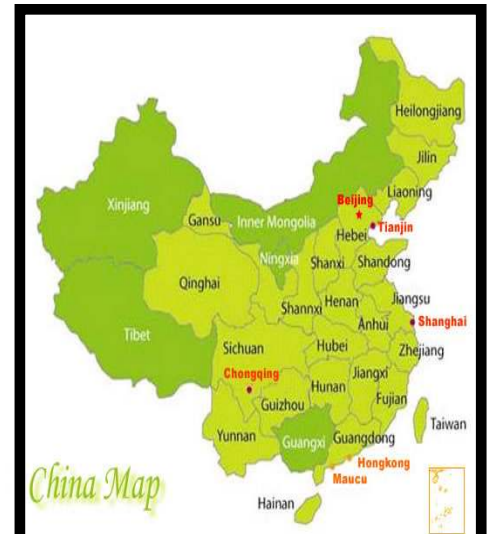 Heilongjiang
Jilin
Liaoning
Beijing
Tianjin
Xinjiang
Gansu
Inner Mongolia
Hebei
Ningxia
Shanxi
Shandong
Qinghai
Shannxi
Henan
Jiangsu
Anhui
Shanghai
Tibet
Sichuan
Hubei
Zhejiang
Chongqing
Jiangxi
Hunan
Guizhou
Fujian
Taiwan
Yunnan
Guangxi
Guangdong
Hongkong
Maucu
China Map
Hainan